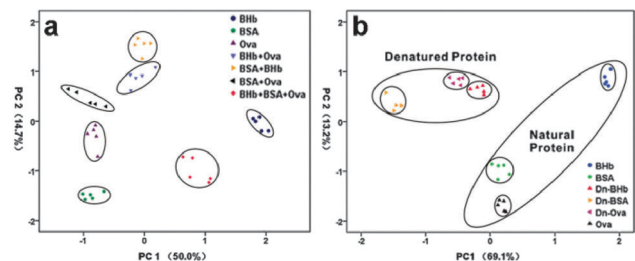 a
BHb
BSA
Ova
BHb+Ova
BSA+BHb
BSA+Ova
BHb+BSA+Ova
PC 2 (14.7%)
2
1
0
-1
-2
-1
0
1
2
PC 1 (50.0%)
b
Denatured Protein
Natural
Protein
BHb
BSA
Dn-BHb
Dn-BSA
Dn-Ova
Ova
PC 2 (13.2%)
2
1
0
-1
-2
-2
-1
0
1
2
PC1 (69.1%)